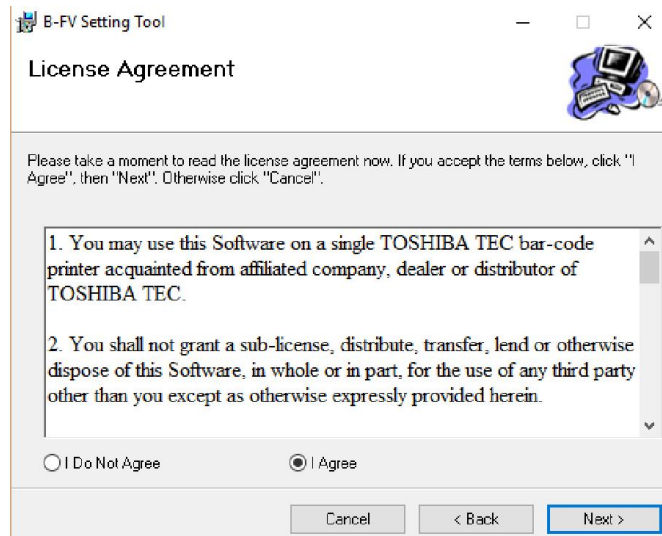 B-FV Setting Tool
License Agreement
Please take a moment to read the license agreement now. If you accept the terms below, click "I
Agree", then "Next". Otherwise click "Cancel".
1. You may use this Software on a single TOSHIBA TEC bar-code
printer acquainted from affiliated company, dealer or distributor of
TOSHIBA TEC.
2. You shall not grant a sub-license, distribute, transfer, lend or otherwise
dispose of this Software, in whole or in part, for the use of any third party
other than you except as otherwise expressly provided herein.
I Do Not Agree I Agree
Cancel < Back Next >